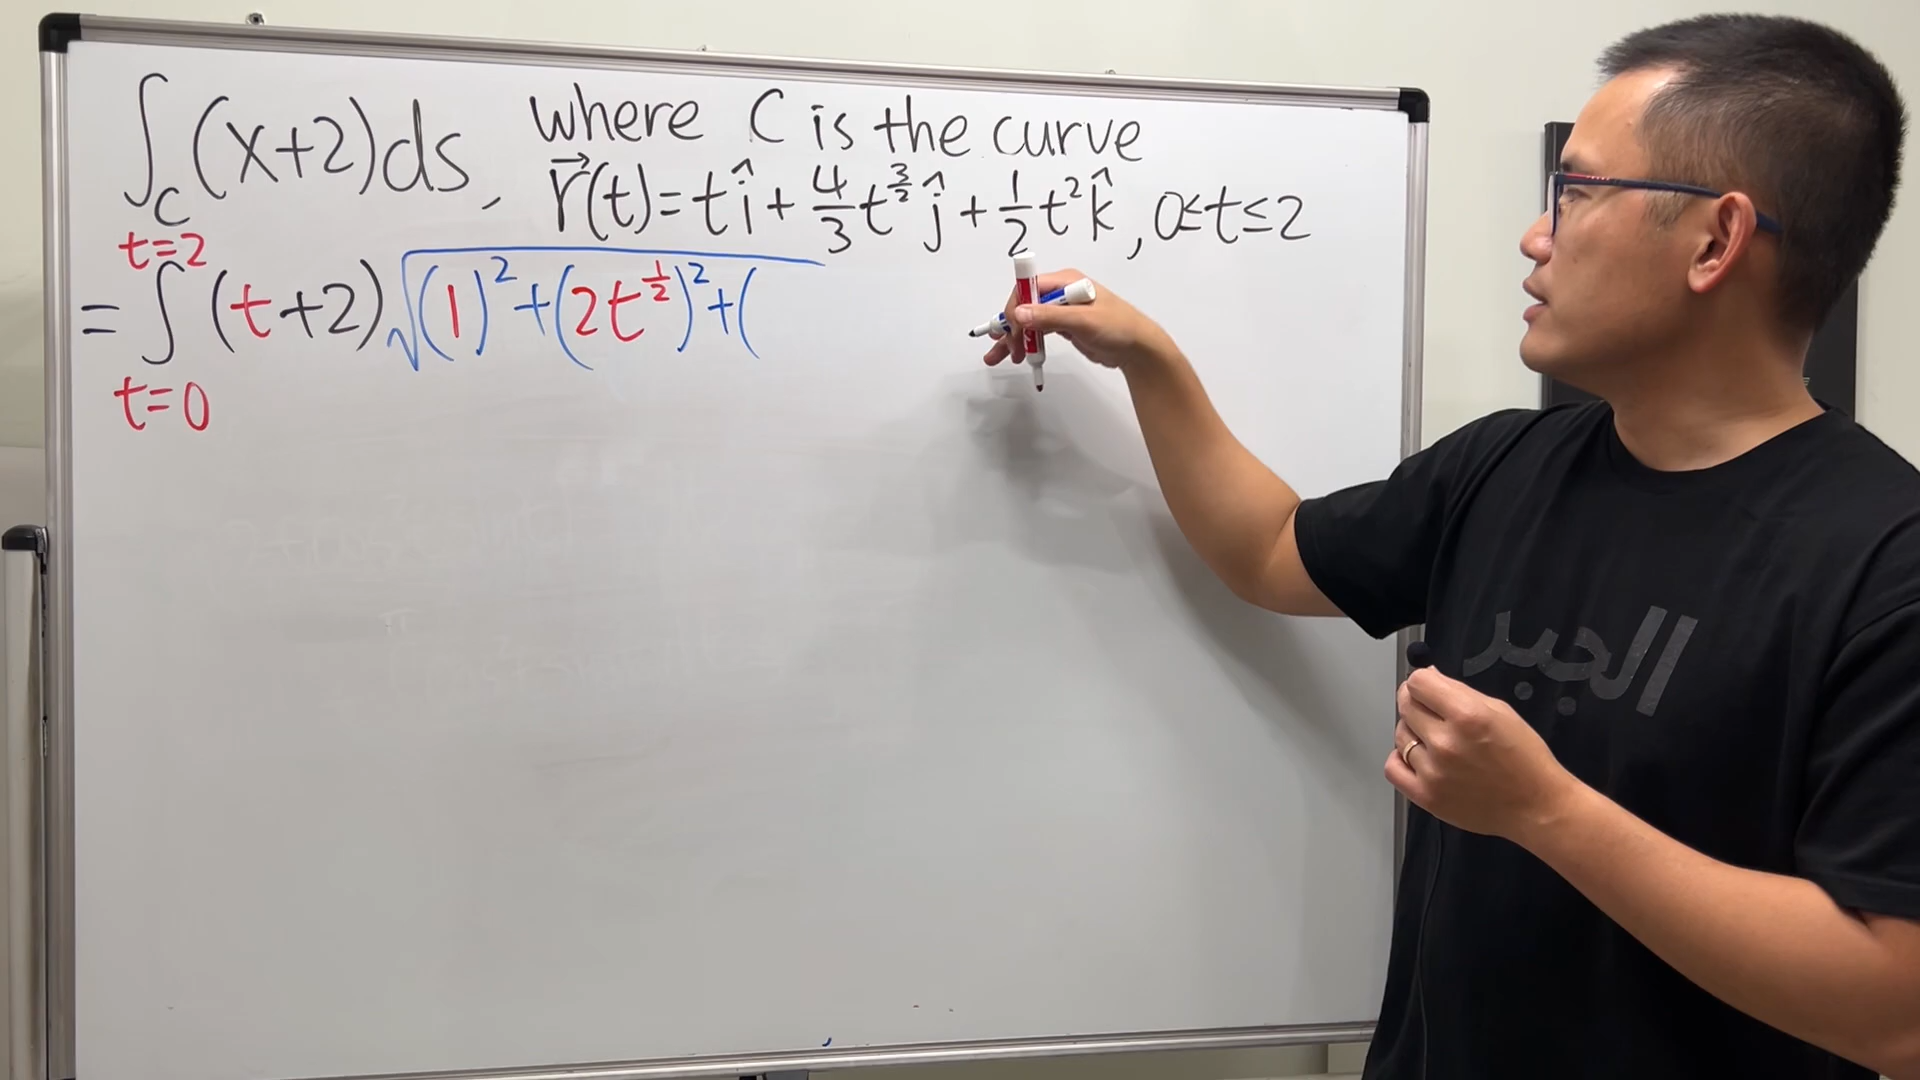 ∫_C (x+2)ds, where C is the curve
r⃗(t)=tî+4/3 t^(3/2) ĵ+1/2 t² k̂, 0≤t≤2
t=2
=∫(t+2)√((1)²+(2t^(1/2))²+(
t=0
الجبر